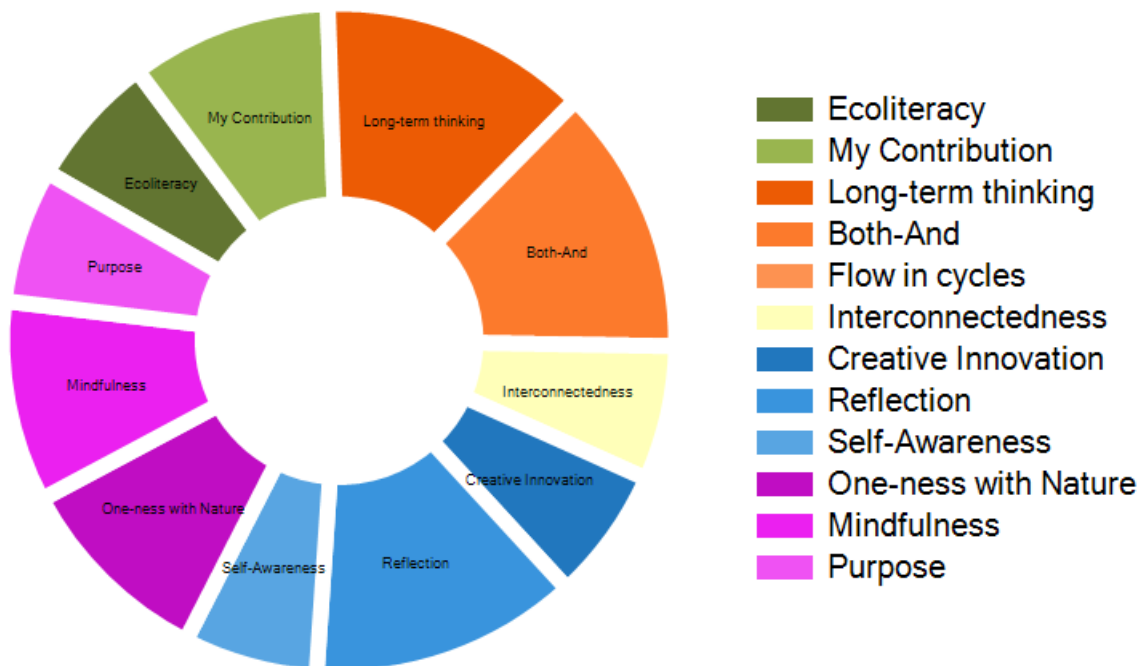 My Contribution
Long-term thinking
Ecoliteracy
Both-And
Purpose
Mindfulness
Interconnectedness
Creative Innovation
One-ness with Nature
Self-Awareness
Reflection
Ecoliteracy
My Contribution
Long-term thinking
Both-And
Flow in cycles
Interconnectedness
Creative Innovation
Reflection
Self-Awareness
One-ness with Nature
Mindfulness
Purpose